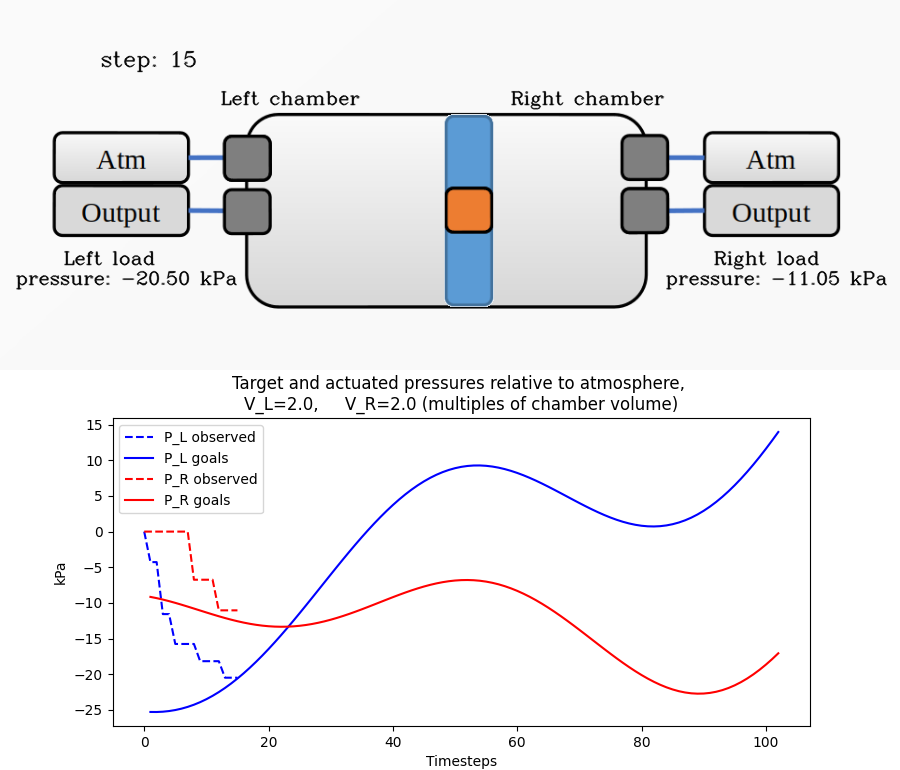 step: 15
Left chamber
Right chamber
Atm
Atm
Output
Output
Left load
pressure: −20.50 kPa
Right load
pressure: −11.05 kPa
Target and actuated pressures relative to atmosphere,
V_L=2.0,     V_R=2.0 (multiples of chamber volume)
P_L observed
P_L goals
P_R observed
P_R goals
kPa
15
10
5
0
−5
−10
−15
−20
−25
0 20 40 60 80 100
Timesteps